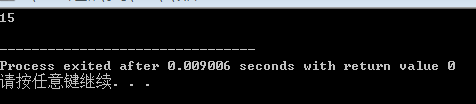 15
--------------------------------
Process exited after 0.009006 seconds with return value 0
请按任意键继续. . .